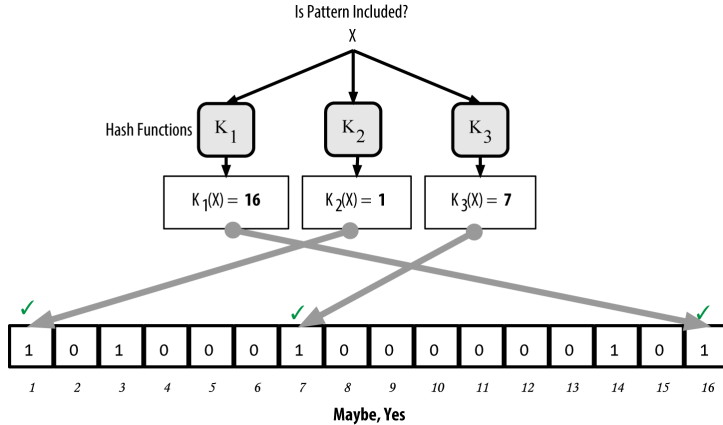 Is Pattern Included?
X
Hash Functions
K1 K2 K3
K1(X) = 16 K2(X) = 1 K3(X) = 7
✓ ✓ ✓
1 0 1 0 0 0 1 0 0 0 0 0 0 1 0 1
1 2 3 4 5 6 7 8 9 10 11 12 13 14 15 16
Maybe, Yes